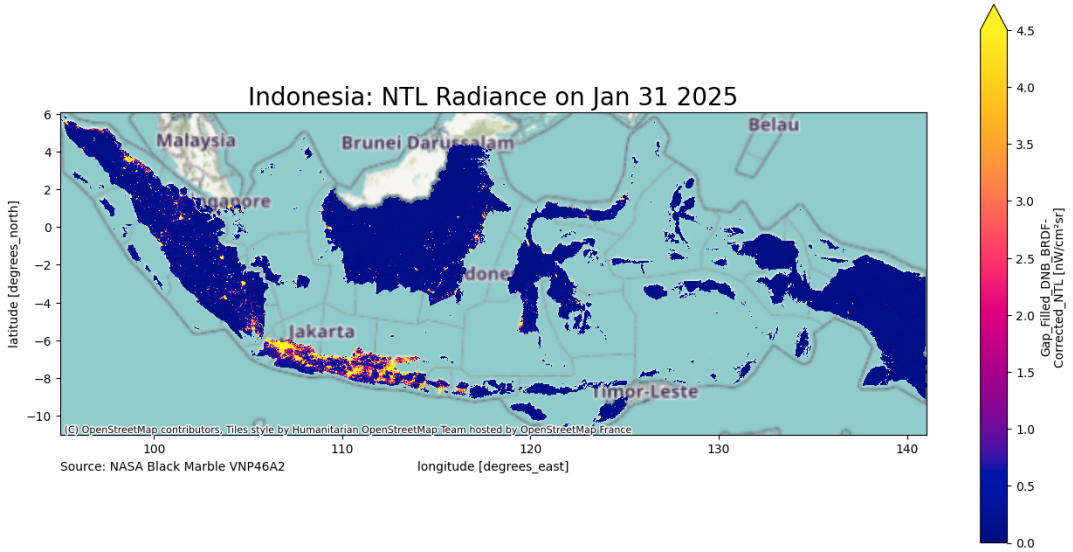 Indonesia: NTL Radiance on Jan 31 2025
4.5
4.0
3.5
3.0
2.5
2.0
1.5
1.0
0.5
0.0
Gap_Filled_DNB_BRDF-
Corrected_NTL [nW/cm²sr]
latitude [degrees_north]
6
4
2
0
−2
−4
−6
−8
−10
Belau
Malaysia
Brunei Darussalam
ngapore
dones
Jakarta
Timor-Leste
(C) OpenStreetMap contributors, Tiles style by Humanitarian OpenStreetMap Team hosted by OpenStreetMap France
100
110
120
130
140
Source: NASA Black Marble VNP46A2
longitude [degrees_east]